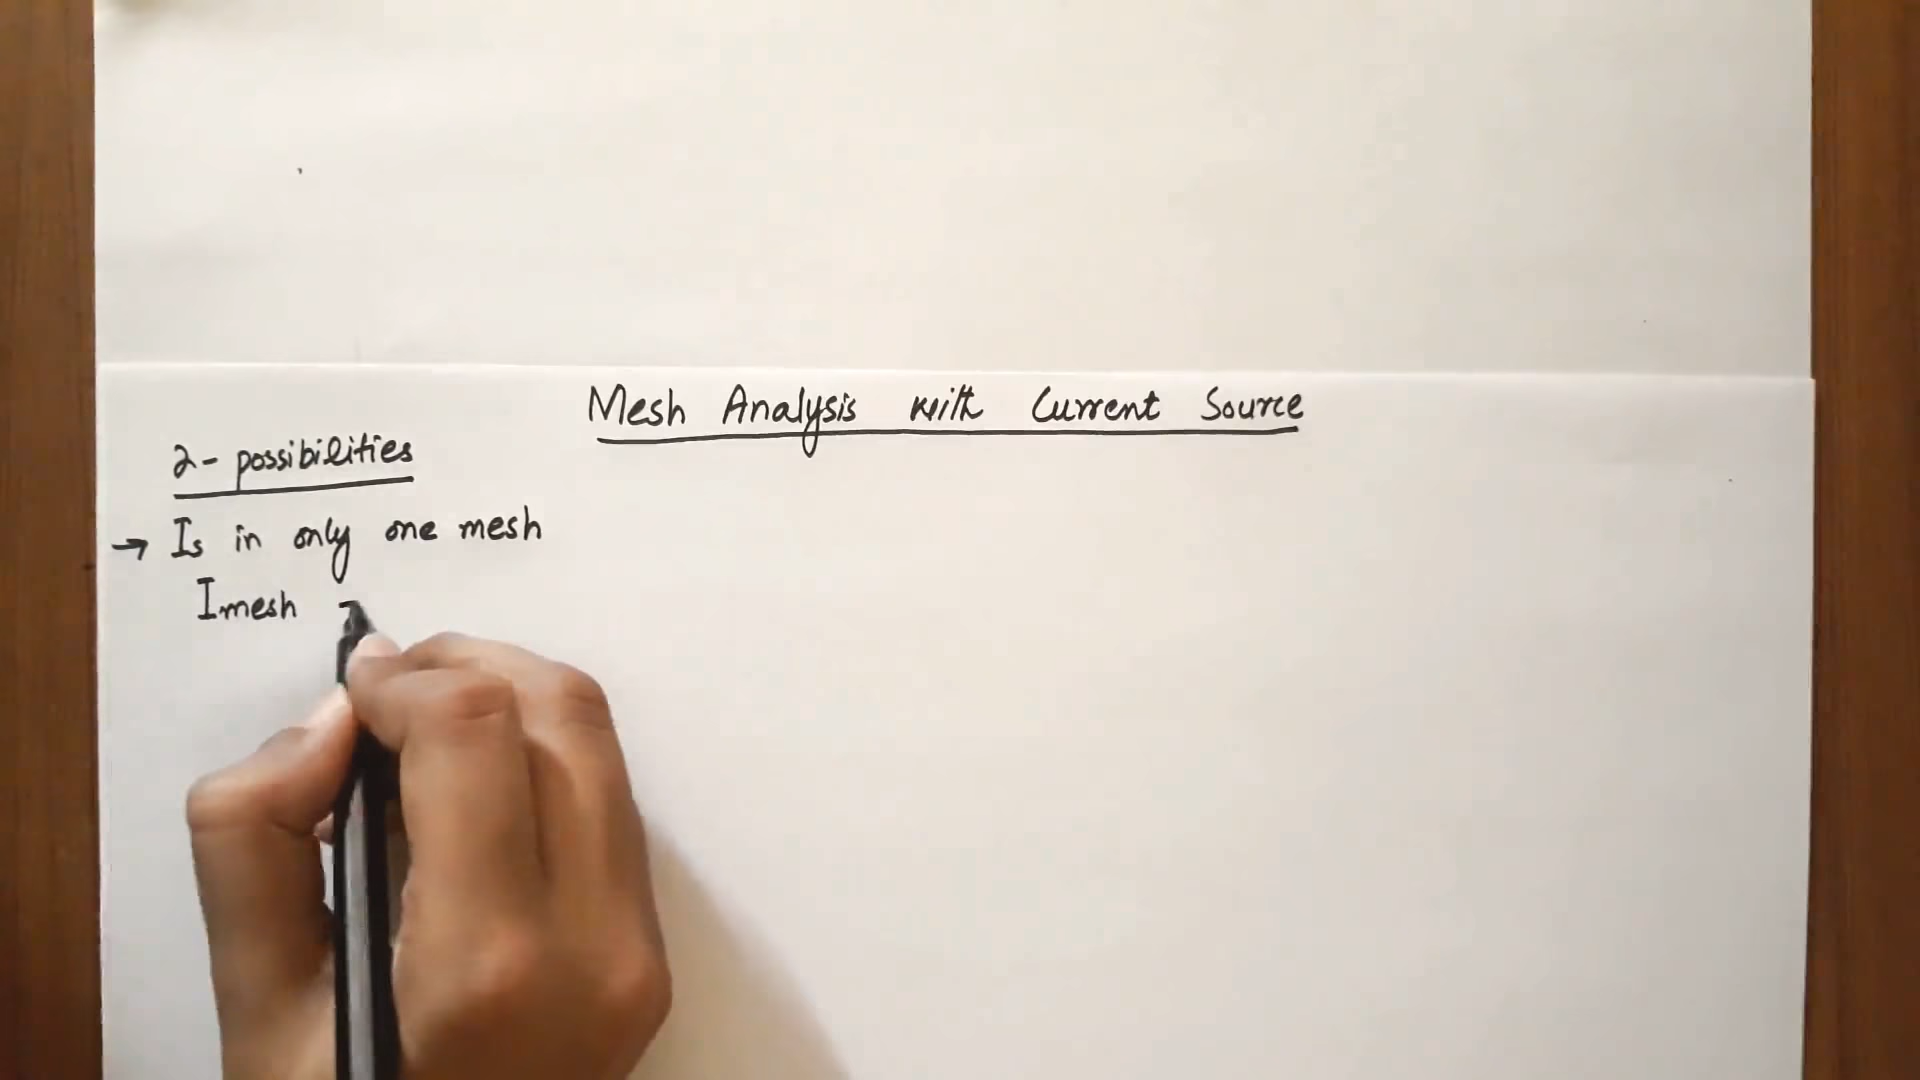 Mesh Analysis with Current Source
2- possibilities
→ Is in only one mesh
Imesh